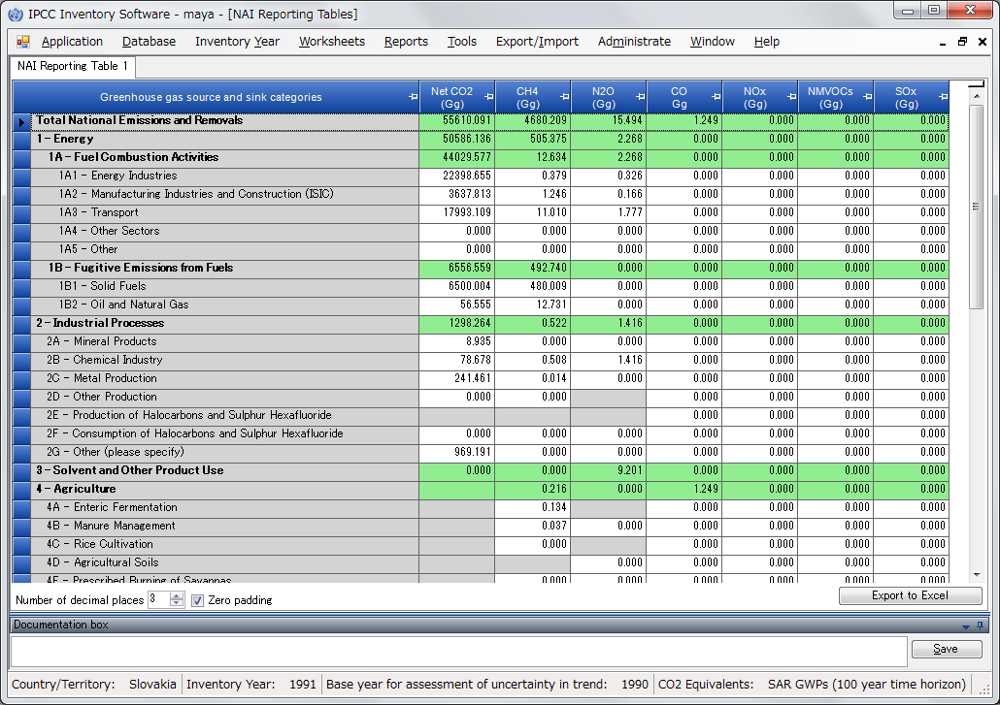 IPCC Inventory Software - maya - [NAI Reporting Tables]
Application Database Inventory Year Worksheets Reports Tools Export/Import Administrate Window Help
NAI Reporting Table 1
Greenhouse gas source and sink categories Net CO2 (Gg) CH4 (Gg) N2O (Gg) CO Gg NOx (Gg) NMVOCs (Gg) SOx (Gg)
Total National Emissions and Removals 55610.091 4680.209 15.494 1.249 0.000 0.000 0.000
1 - Energy 50586.136 505.375 2.268 0.000 0.000 0.000 0.000
1A - Fuel Combustion Activities 44029.577 12.634 2.268 0.000 0.000 0.000 0.000
1A1 - Energy Industries 22398.655 0.379 0.326 0.000 0.000 0.000 0.000
1A2 - Manufacturing Industries and Construction (ISIC) 3637.813 1.246 0.166 0.000 0.000 0.000 0.000
1A3 - Transport 17993.109 11.010 1.777 0.000 0.000 0.000 0.000
1A4 - Other Sectors 0.000 0.000 0.000 0.000 0.000 0.000 0.000
1A5 - Other 0.000 0.000 0.000 0.000 0.000 0.000 0.000
1B - Fugitive Emissions from Fuels 6556.559 492.740 0.000 0.000 0.000 0.000 0.000
1B1 - Solid Fuels 6500.004 480.009 0.000 0.000 0.000 0.000 0.000
1B2 - Oil and Natural Gas 56.555 12.731 0.000 0.000 0.000 0.000 0.000
2 - Industrial Processes 1298.264 0.522 1.416 0.000 0.000 0.000 0.000
2A - Mineral Products 8.935 0.000 0.000 0.000 0.000 0.000 0.000
2B - Chemical Industry 78.678 0.508 1.416 0.000 0.000 0.000 0.000
2C - Metal Production 241.461 0.014 0.000 0.000 0.000 0.000 0.000
2D - Other Production 0.000 0.000 0.000 0.000 0.000 0.000
2E - Production of Halocarbons and Sulphur Hexafluoride 0.000 0.000 0.000 0.000
2F - Consumption of Halocarbons and Sulphur Hexafluoride 0.000 0.000 0.000 0.000 0.000 0.000 0.000
2G - Other (please specify) 969.191 0.000 0.000 0.000 0.000 0.000 0.000
3 - Solvent and Other Product Use 0.000 0.000 9.201 0.000 0.000 0.000 0.000
4 - Agriculture 0.216 0.000 1.249 0.000 0.000 0.000
4A - Enteric Fermentation 0.134 0.000 0.000 0.000 0.000
4B - Manure Management 0.037 0.000 0.000 0.000 0.000 0.000
4C - Rice Cultivation 0.000 0.000 0.000 0.000 0.000
4D - Agricultural Soils 0.000 0.000 0.000 0.000 0.000
4E - Prescribed Burning of Savannas 0.000 0.000 0.000 0.000 0.000 0.000
Number of decimal places 3 Zero padding Export to Excel
Documentation box
Save
Country/Territory: Slovakia Inventory Year: 1991 Base year for assessment of uncertainty in trend: 1990 CO2 Equivalents: SAR GWPs (100 year time horizon)